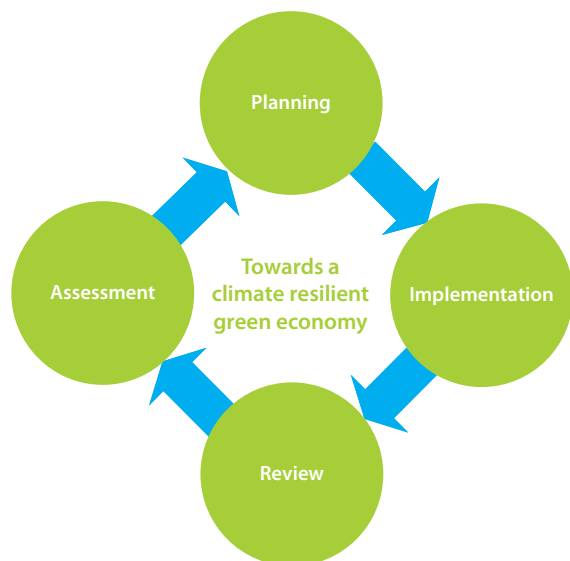 Planning
Towards a
climate resilient
green economy
Assessment
Implementation
Review